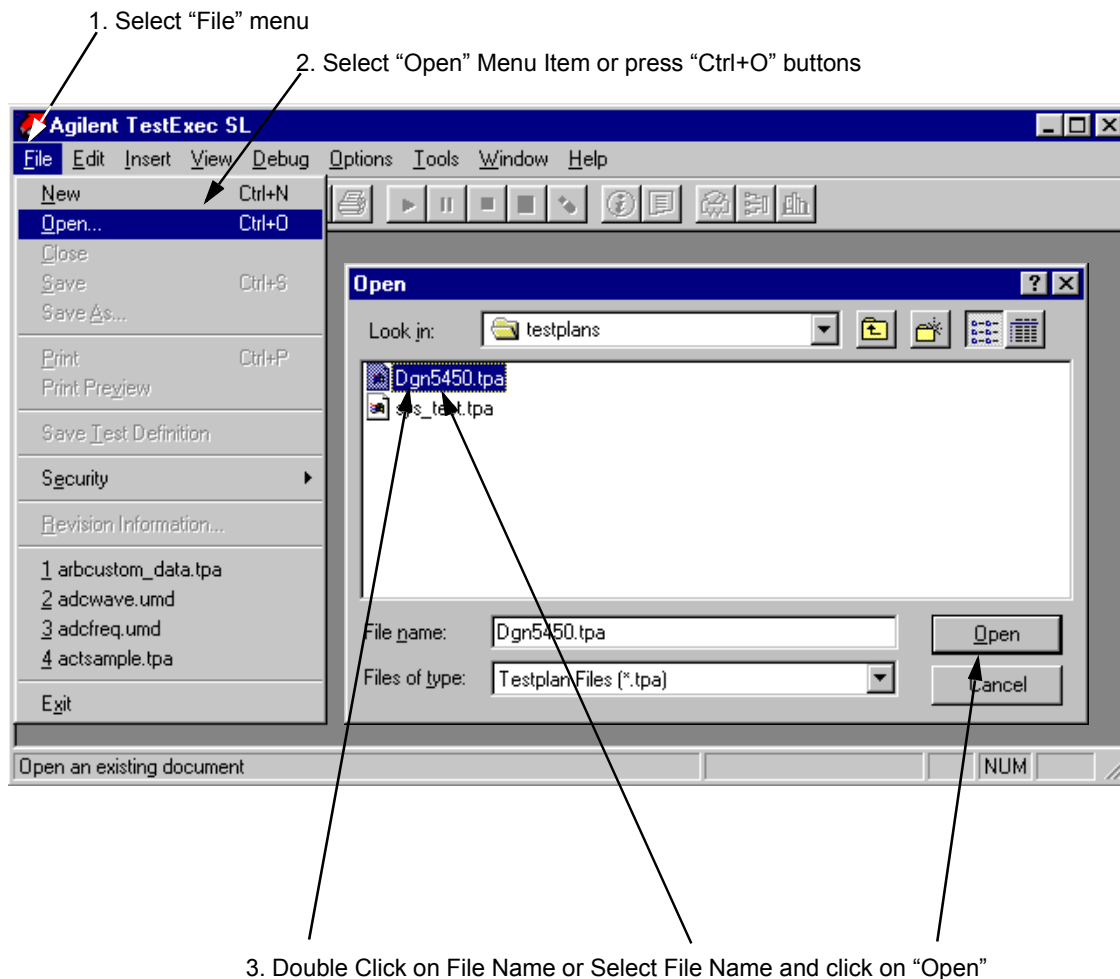 1. Select “File” menu
2. Select “Open” Menu Item or press “Ctrl+O” buttons
Agilent TestExec SL
File Edit Insert View Debug Options Tools Window Help
New Ctrl+N
Open... Ctrl+O
Close
Save Ctrl+S
Save As...
Print Ctrl+P
Print Preview
Save Test Definition
Security
Revision Information...
1 arbcustom_data.tpa
2 adcwave.umd
3 adcfreq.umd
4 actsample.tpa
Exit
Open
Look in: testplans
Dgn5450.tpa
sps_test.tpa
File name: Dgn5450.tpa
Open
Files of type: Testplan Files (*.tpa)
Cancel
Open an existing document
NUM
3. Double Click on File Name or Select File Name and click on “Open”